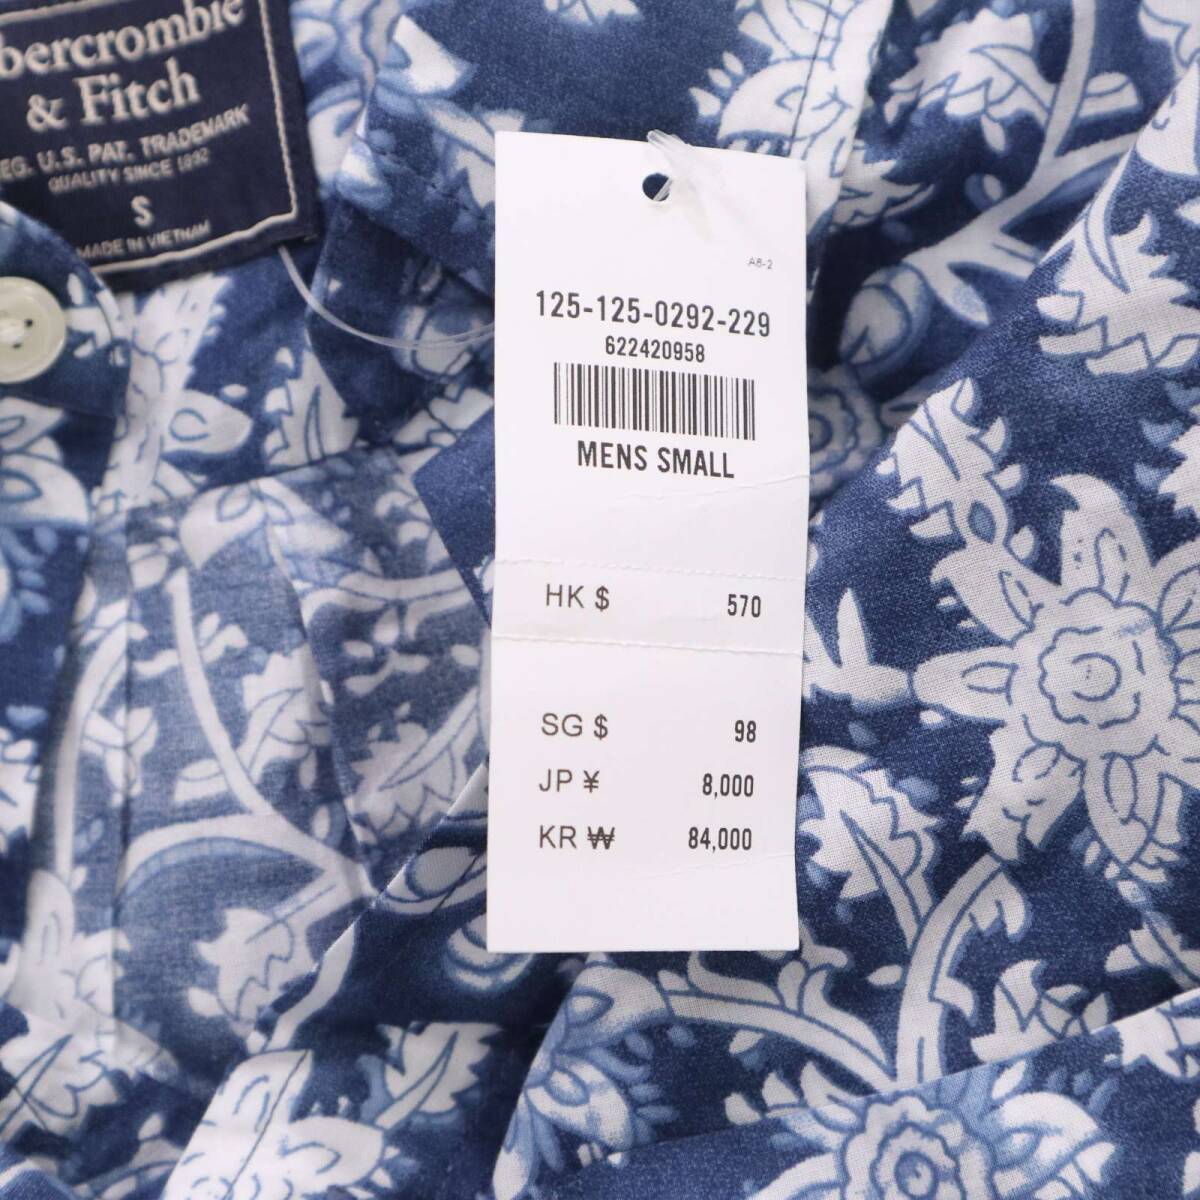 bercrombie
& Fitch
EG. U.S. PAT. TRADEMARK
QUALITY SINCE 1892
S
MADE IN VIETNAM
A8-2
125-125-0292-229
622420958
MENS SMALL
HK $ 570
SG $ 98
JP ¥ 8,000
KR ₩ 84,000